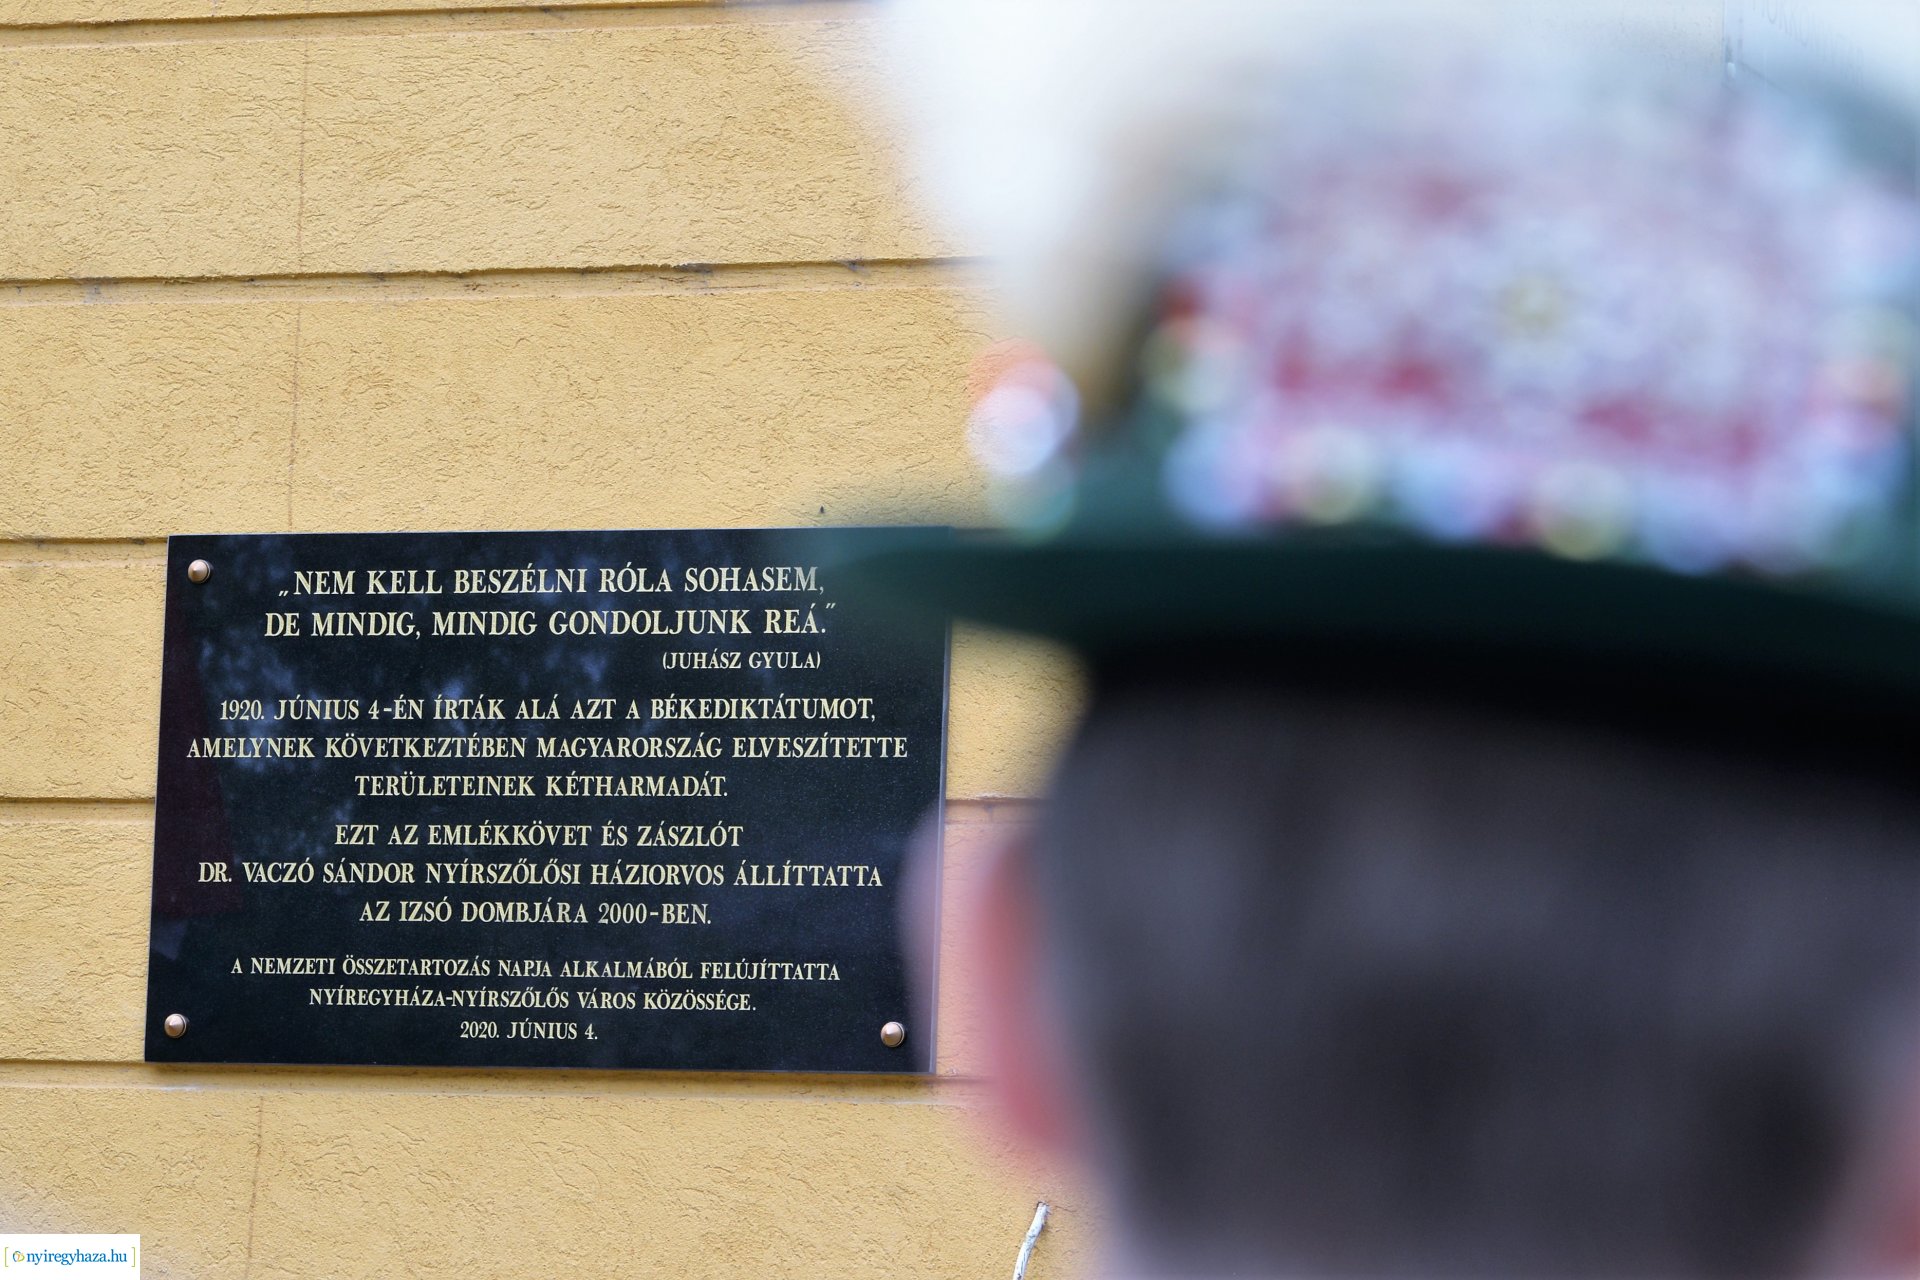 „NEM KELL BESZÉLNI RÓLA SOHASEM,
DE MINDIG, MINDIG GONDOLJUNK REÁ.”
(JUHÁSZ GYULA)
1920. JÚNIUS 4-ÉN ÍRTÁK ALÁ AZT A BÉKEDIKTÁTUMOT,
AMELYNEK KÖVETKEZTÉBEN MAGYARORSZÁG ELVESZÍTETTE
TERÜLETEINEK KÉTHARMADÁT.
EZT AZ EMLÉKKÖVET ÉS ZÁSZLÓT
DR. VACZÓ SÁNDOR NYÍRSZŐLŐSI HÁZIORVOS ÁLLÍTTATTA
AZ IZSÓ DOMBJÁRA 2000-BEN.
A NEMZETI ÖSSZETARTOZÁS NAPJA ALKALMÁBÓL FELÚJÍTTATTA
NYÍREGYHÁZA-NYÍRSZŐLŐS VÁROS KÖZÖSSÉGE.
2020. JÚNIUS 4.
nyiregyhaza.hu